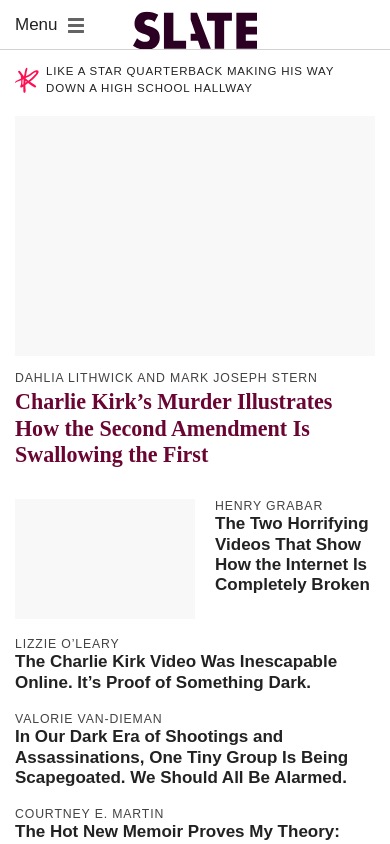 Menu
SLATE
LIKE A STAR QUARTERBACK MAKING HIS WAY
DOWN A HIGH SCHOOL HALLWAY
DAHLIA LITHWICK AND MARK JOSEPH STERN
Charlie Kirk’s Murder Illustrates
How the Second Amendment Is
Swallowing the First
HENRY GRABAR
The Two Horrifying
Videos That Show
How the Internet Is
Completely Broken
LIZZIE O’LEARY
The Charlie Kirk Video Was Inescapable
Online. It’s Proof of Something Dark.
VALORIE VAN-DIEMAN
In Our Dark Era of Shootings and
Assassinations, One Tiny Group Is Being
Scapegoated. We Should All Be Alarmed.
COURTNEY E. MARTIN
The Hot New Memoir Proves My Theory: